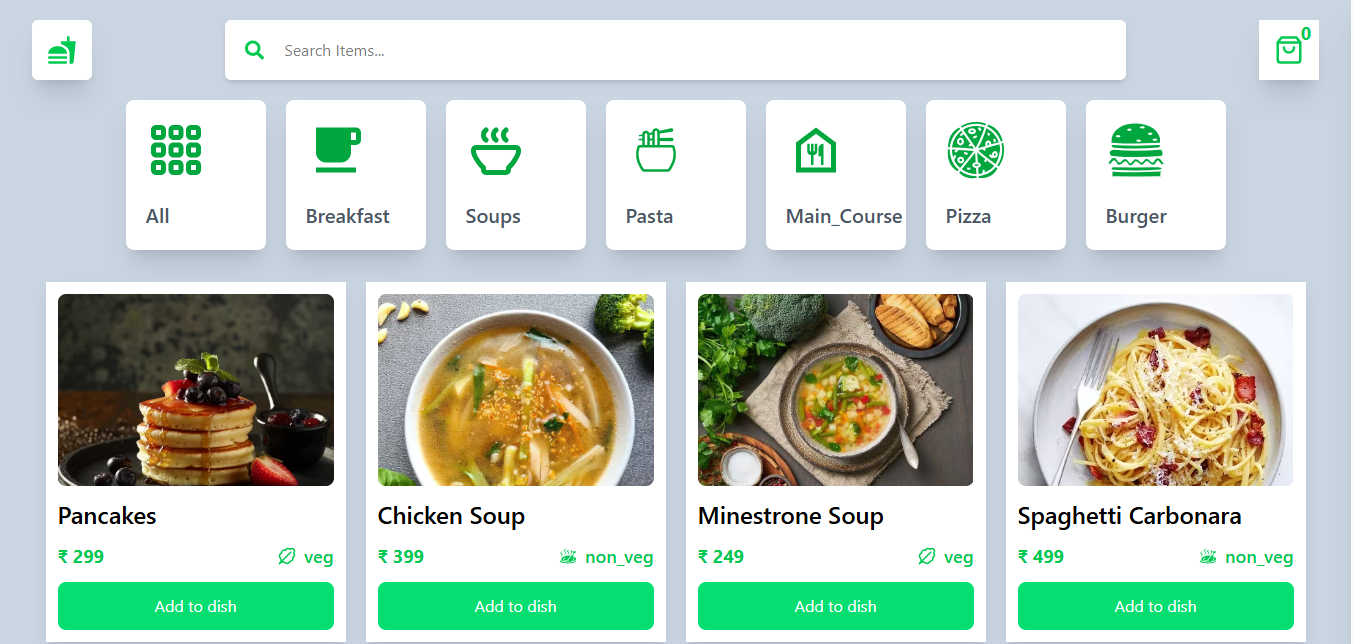 Search Items...
0
All
Breakfast
Soups
Pasta
Main_Course
Pizza
Burger
Pancakes
₹ 299
veg
Add to dish
Chicken Soup
₹ 399
non_veg
Add to dish
Minestrone Soup
₹ 249
veg
Add to dish
Spaghetti Carbonara
₹ 499
non_veg
Add to dish